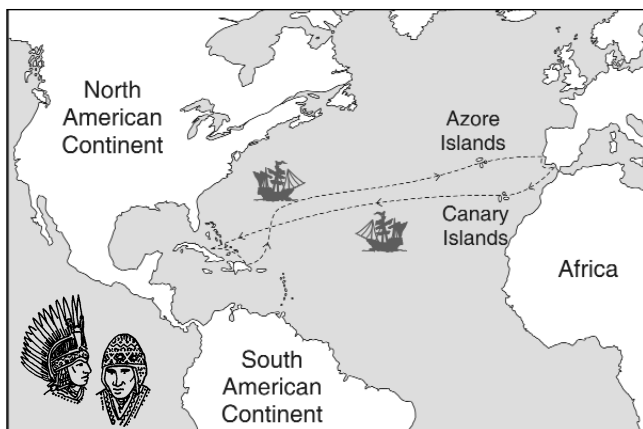 North
American
Continent
Azore
Islands
Canary
Islands
Africa
South
American
Continent